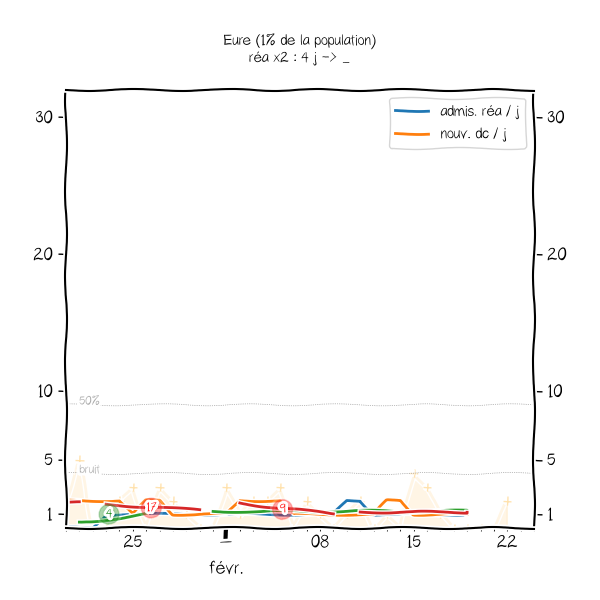 Eure (1% de la population)
réa x2 : 4 j -> _
admis. réa / j
nouv. dc / j
30 30
20 20
10 10
50%
5 5
bruit
4 17 9
1 1
25 1 08 15 22
févr.